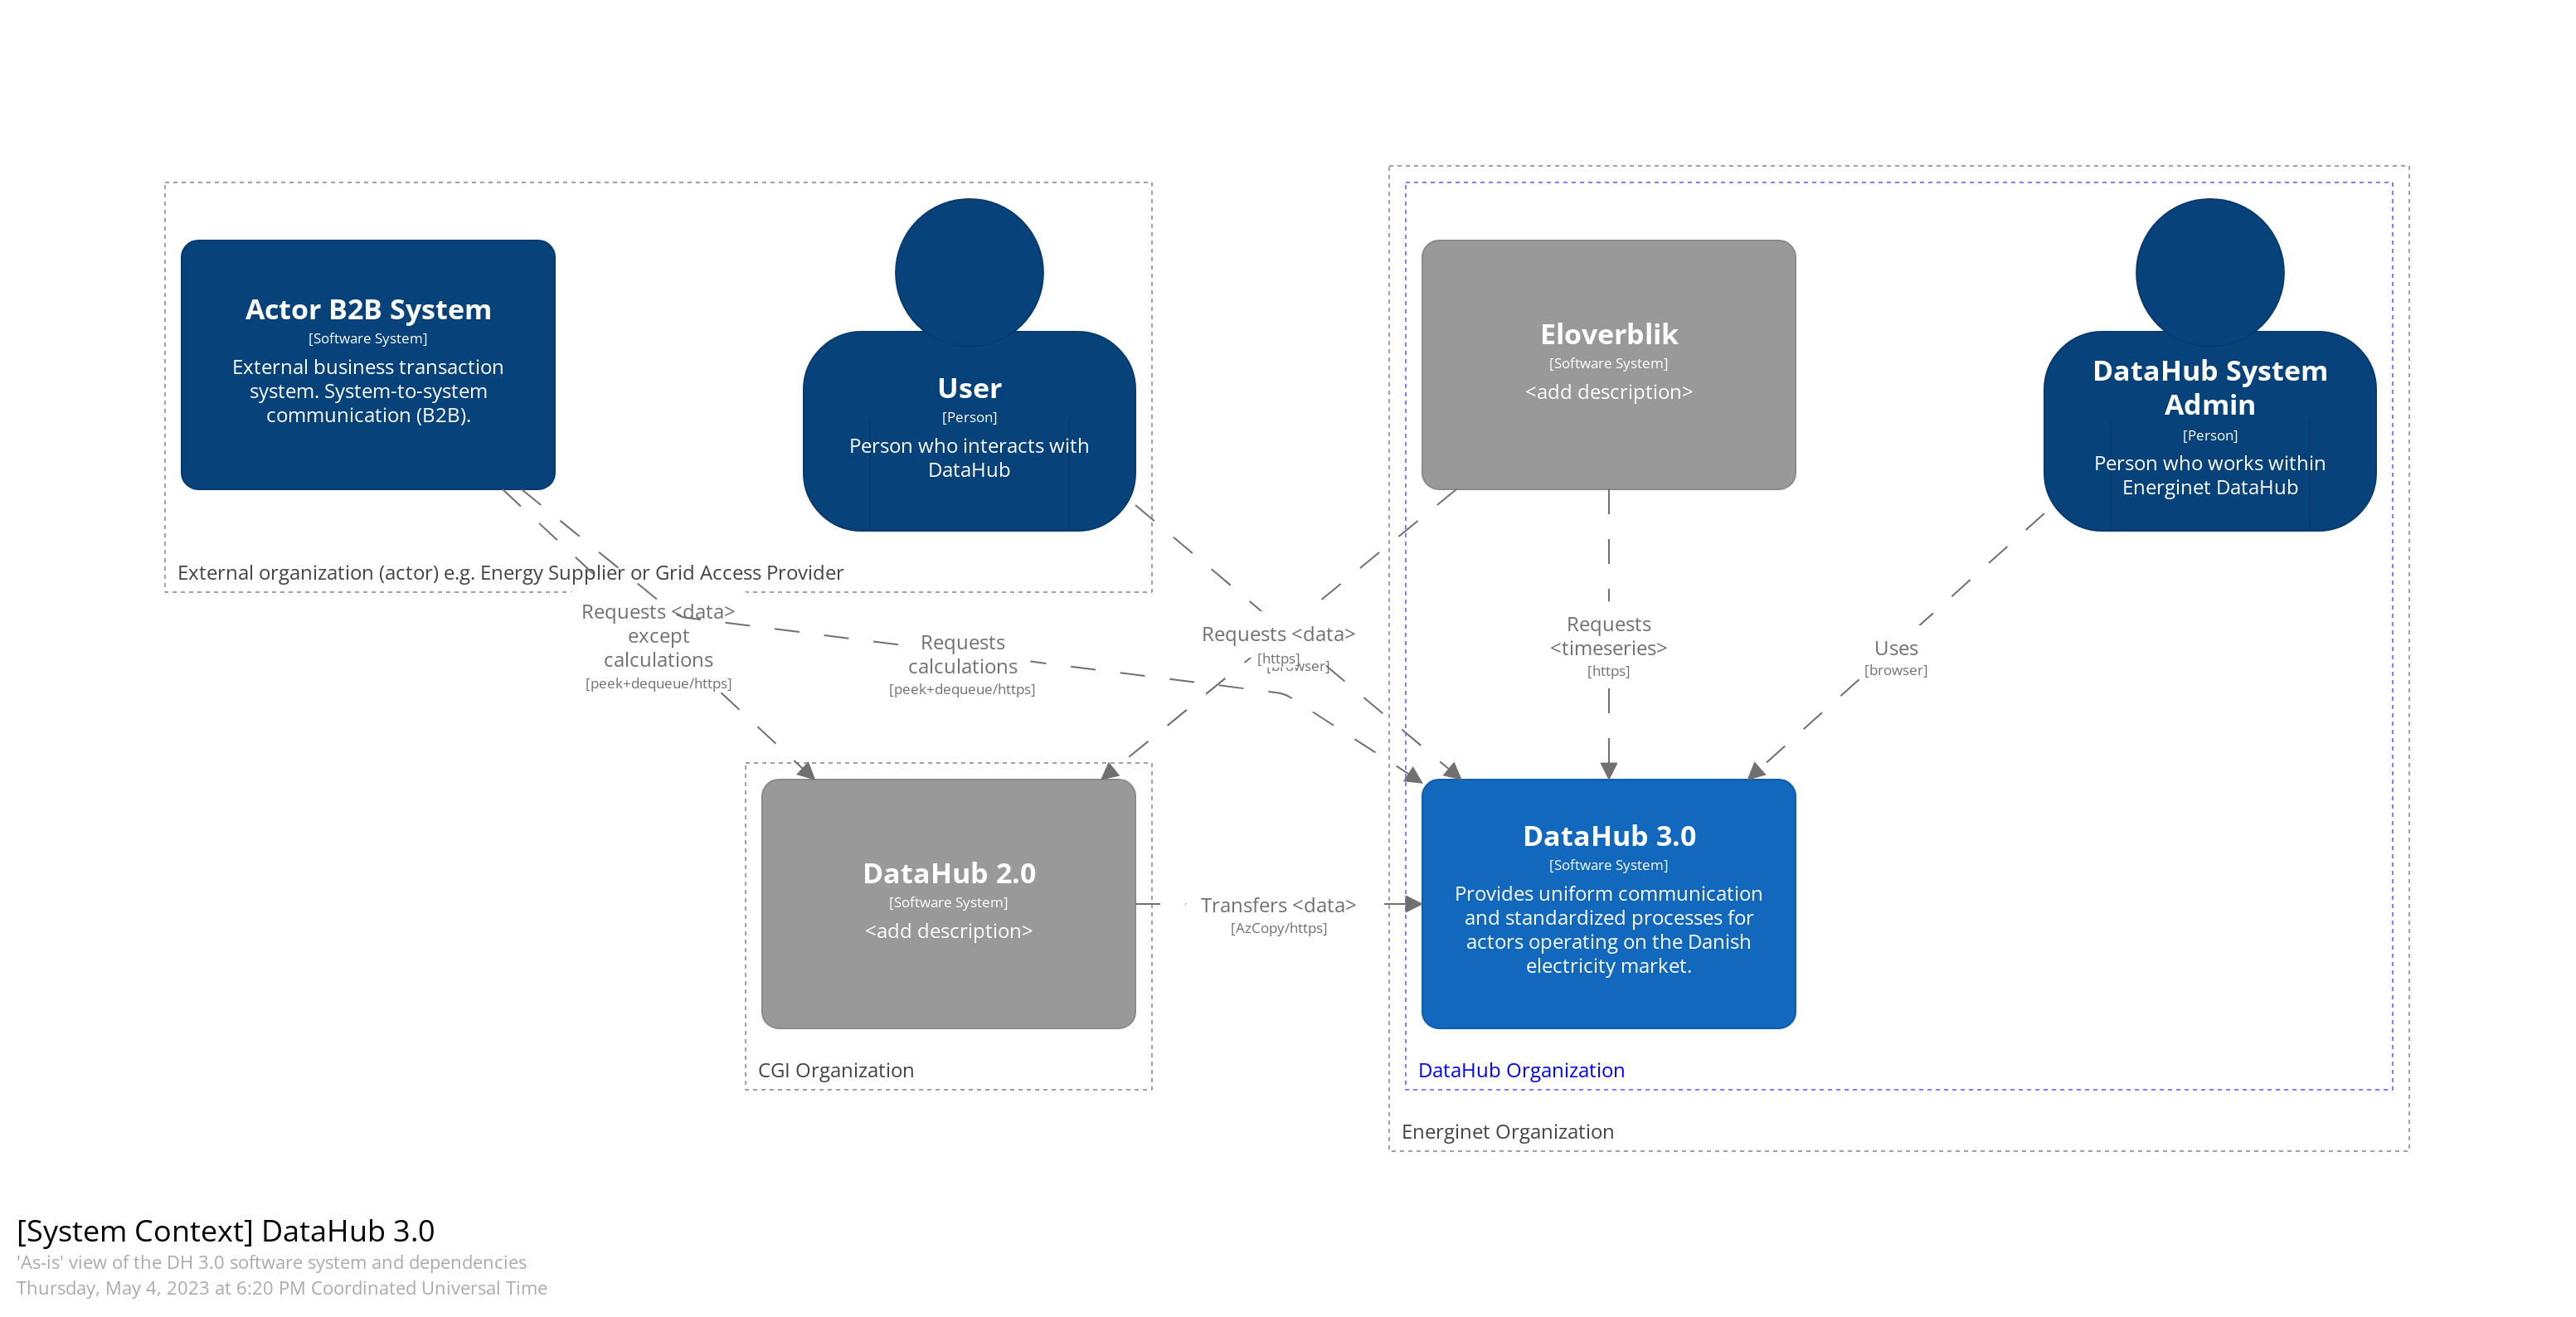 Actor B2B System
[Software System]
External business transaction
system. System-to-system
communication (B2B).
User
[Person]
Person who interacts with
DataHub
External organization (actor) e.g. Energy Supplier or Grid Access Provider
Eloverblik
[Software System]
<add description>
DataHub System
Admin
[Person]
Person who works within
Energinet DataHub
Requests <data>
except
calculations
[peek+dequeue/https]
Requests
calculations
[peek+dequeue/https]
Requests <data>
[https]
[browser]
Requests
<timeseries>
[https]
Uses
[browser]
DataHub 2.0
[Software System]
<add description>
CGI Organization
Transfers <data>
[AzCopy/https]
DataHub 3.0
[Software System]
Provides uniform communication
and standardized processes for
actors operating on the Danish
electricity market.
DataHub Organization
Energinet Organization
[System Context] DataHub 3.0
'As-is' view of the DH 3.0 software system and dependencies
Thursday, May 4, 2023 at 6:20 PM Coordinated Universal Time